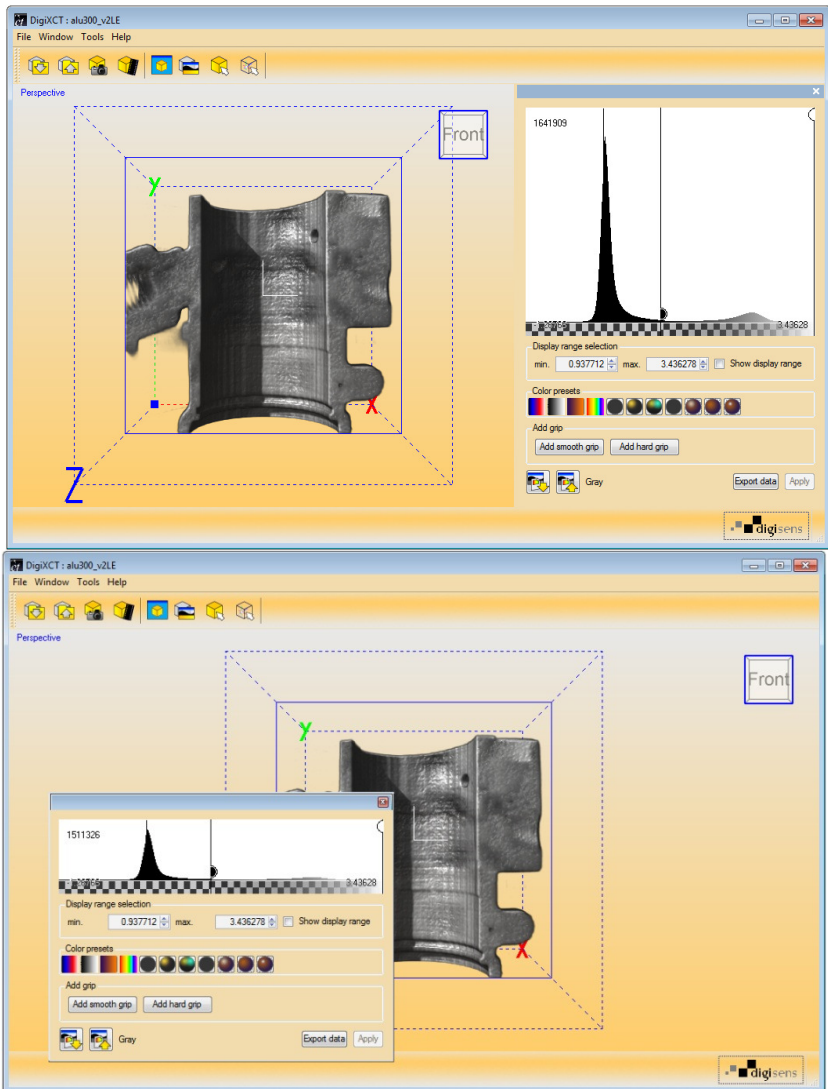 DigiXCT : alu300_v2LE
File Window Tools Help
Perspective
Front
y
X
Z
1641909
3.43628
Display range selection
min. 0.937712 max. 3.436278 Show display range
Color presets
Add grip
Add smooth grip Add hard grip
Gray Export data Apply
digisens
DigiXCT : alu300_v2LE
File Window Tools Help
Perspective
Front
y
X
1511326
3.43628
Display range selection
min. 0.937712 max. 3.436278 Show display range
Color presets
Add grip
Add smooth grip Add hard grip
Gray Export data Apply
digisens